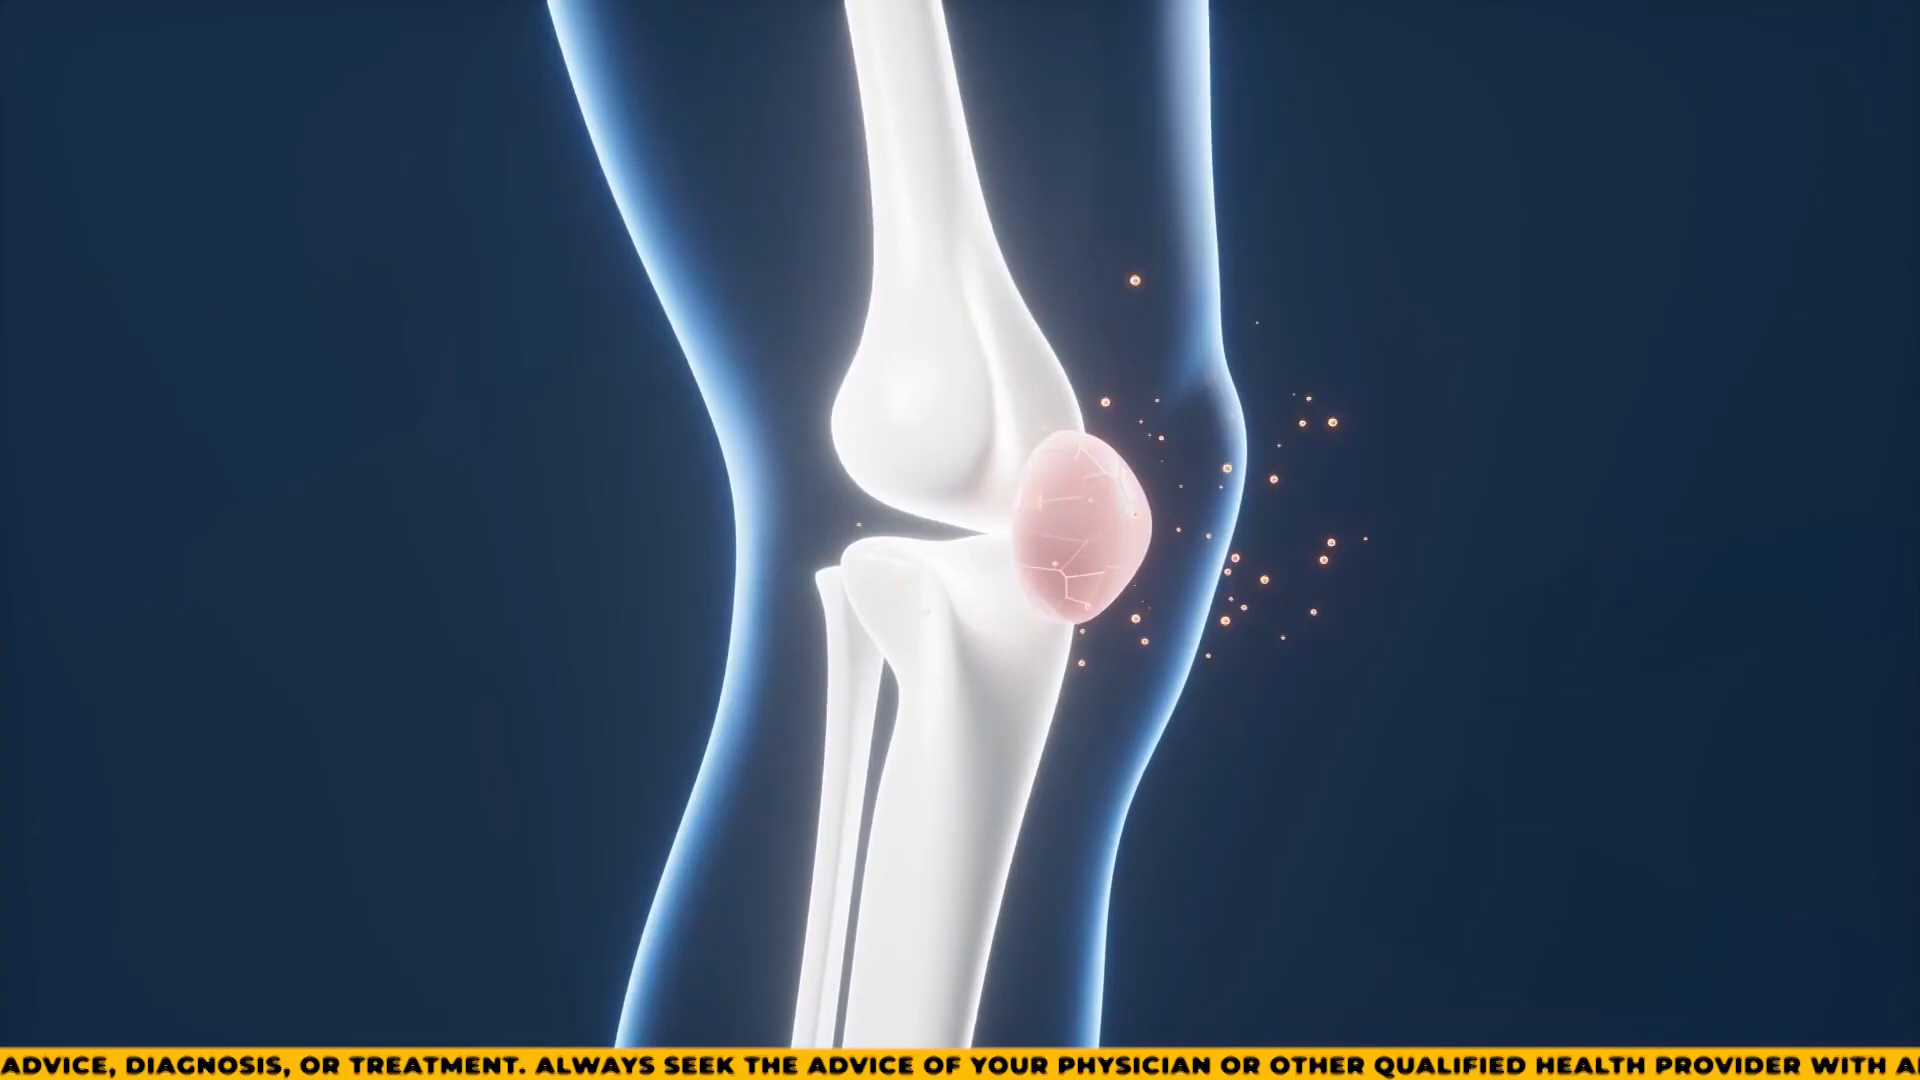 ADVICE, DIAGNOSIS, OR TREATMENT. ALWAYS SEEK THE ADVICE OF YOUR PHYSICIAN OR OTHER QUALIFIED HEALTH PROVIDER WITH